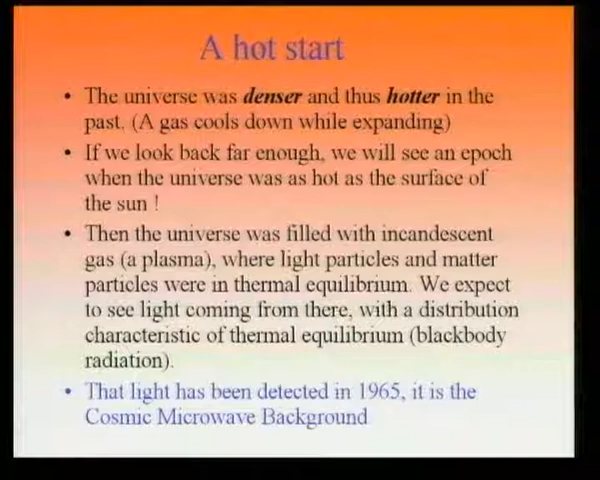 A hot start
• The universe was denser and thus hotter in the
past. (A gas cools down while expanding)
• If we look back far enough, we will see an epoch
when the universe was as hot as the surface of
the sun !
• Then the universe was filled with incandescent
gas (a plasma), where light particles and matter
particles were in thermal equilibrium. We expect
to see light coming from there, with a distribution
characteristic of thermal equilibrium (blackbody
radiation).
• That light has been detected in 1965, it is the
Cosmic Microwave Background